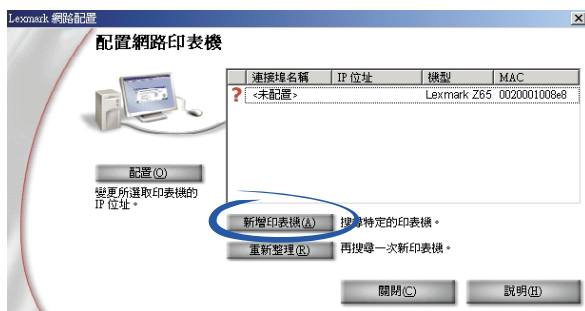 Lexmark 網路配置
配置網路印表機
連接埠名稱 IP 位址 機型 MAC
? <未配置> Lexmark Z65 0020001008e8
配置(O)
變更所選取印表機的
IP 位址。
新增印表機(A) 搜尋特定的印表機。
重新整理(R) 再搜尋一次新印表機。
關閉(C) 說明(H)